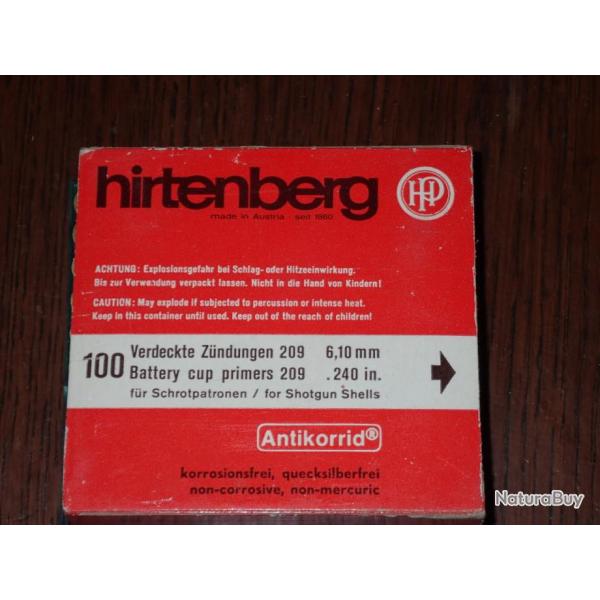 hirtenberg
HP
made in Austria · seit 1860
ACHTUNG: Explosionsgefahr bei Schlag- oder Hitzeeinwirkung.
Bis zur Verwendung verpackt lassen. Nicht in die Hand von Kindern!
CAUTION: May explode if subjected to percussion or intense heat.
Keep in this container until used. Keep out of the reach of children!
100 Verdeckte Zündungen 209 6,10 mm
Battery cup primers 209 .240 in.
für Schrotpatronen / for Shotgun Shells
Antikorrid®
korrosionsfrei, quecksilberfrei
non-corrosive, non-mercuric
NaturaBuy